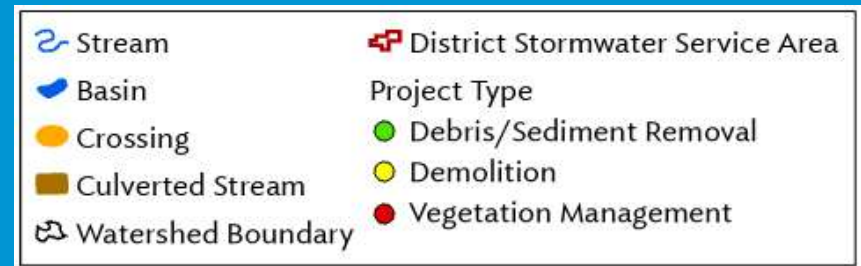 Stream
Basin
Crossing
Culverted Stream
Watershed Boundary
District Stormwater Service Area
Project Type
Debris/Sediment Removal
Demolition
Vegetation Management